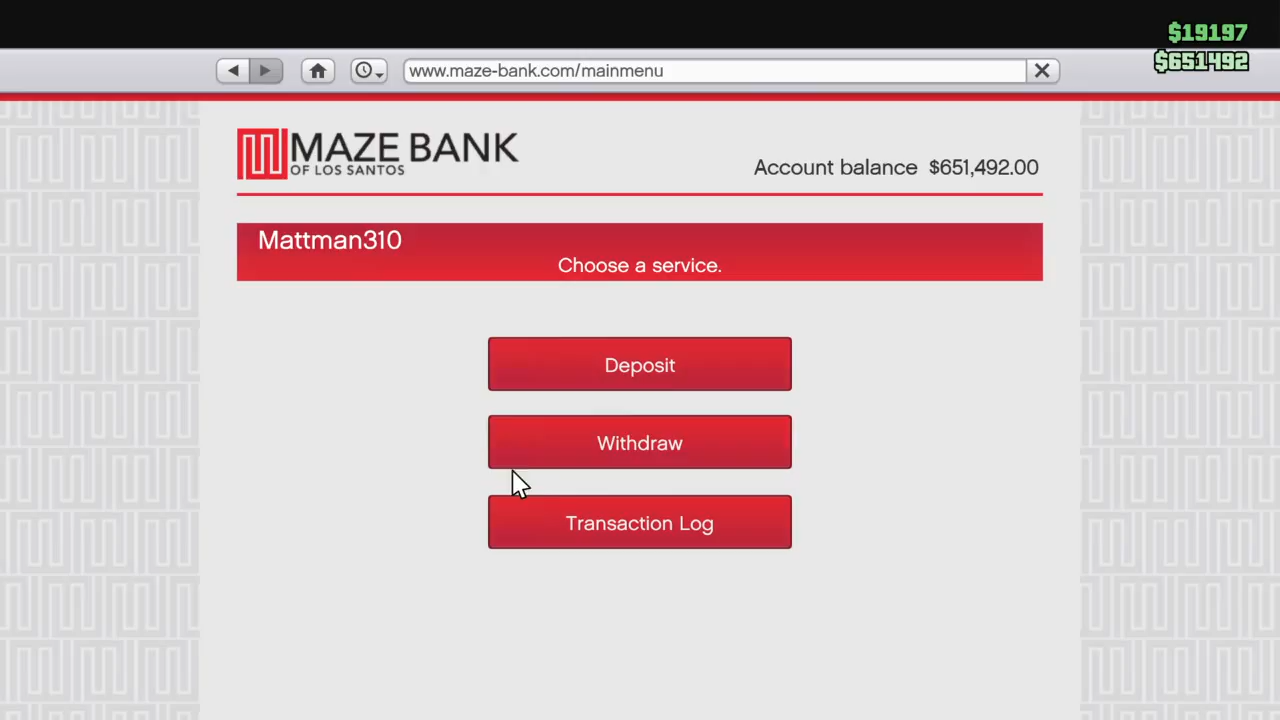 $19197
$651492
www.maze-bank.com/mainmenu
MAZE BANK
OF LOS SANTOS
Account balance $651,492.00
Mattman310
Choose a service.
Deposit
Withdraw
Transaction Log